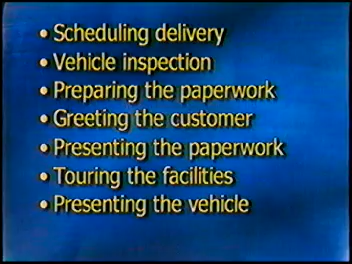 • Scheduling delivery
• Vehicle inspection
• Preparing the paperwork
• Greeting the customer
• Presenting the paperwork
• Touring the facilities
• Presenting the vehicle